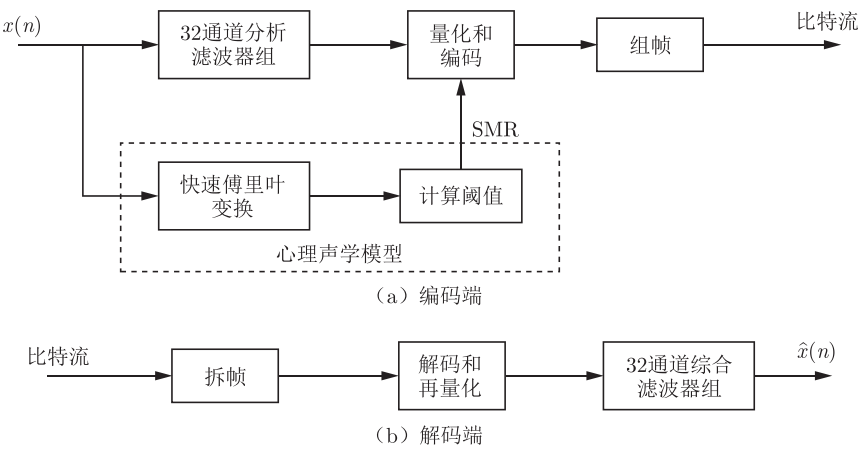 x(n)
32通道分析
滤波器组
量化和
编码
组帧
比特流
SMR
快速傅里叶
变换
计算阈值
心理声学模型
（a）编码端
比特流
拆帧
解码和
再量化
32通道综合
滤波器组
x̂(n)
（b）解码端